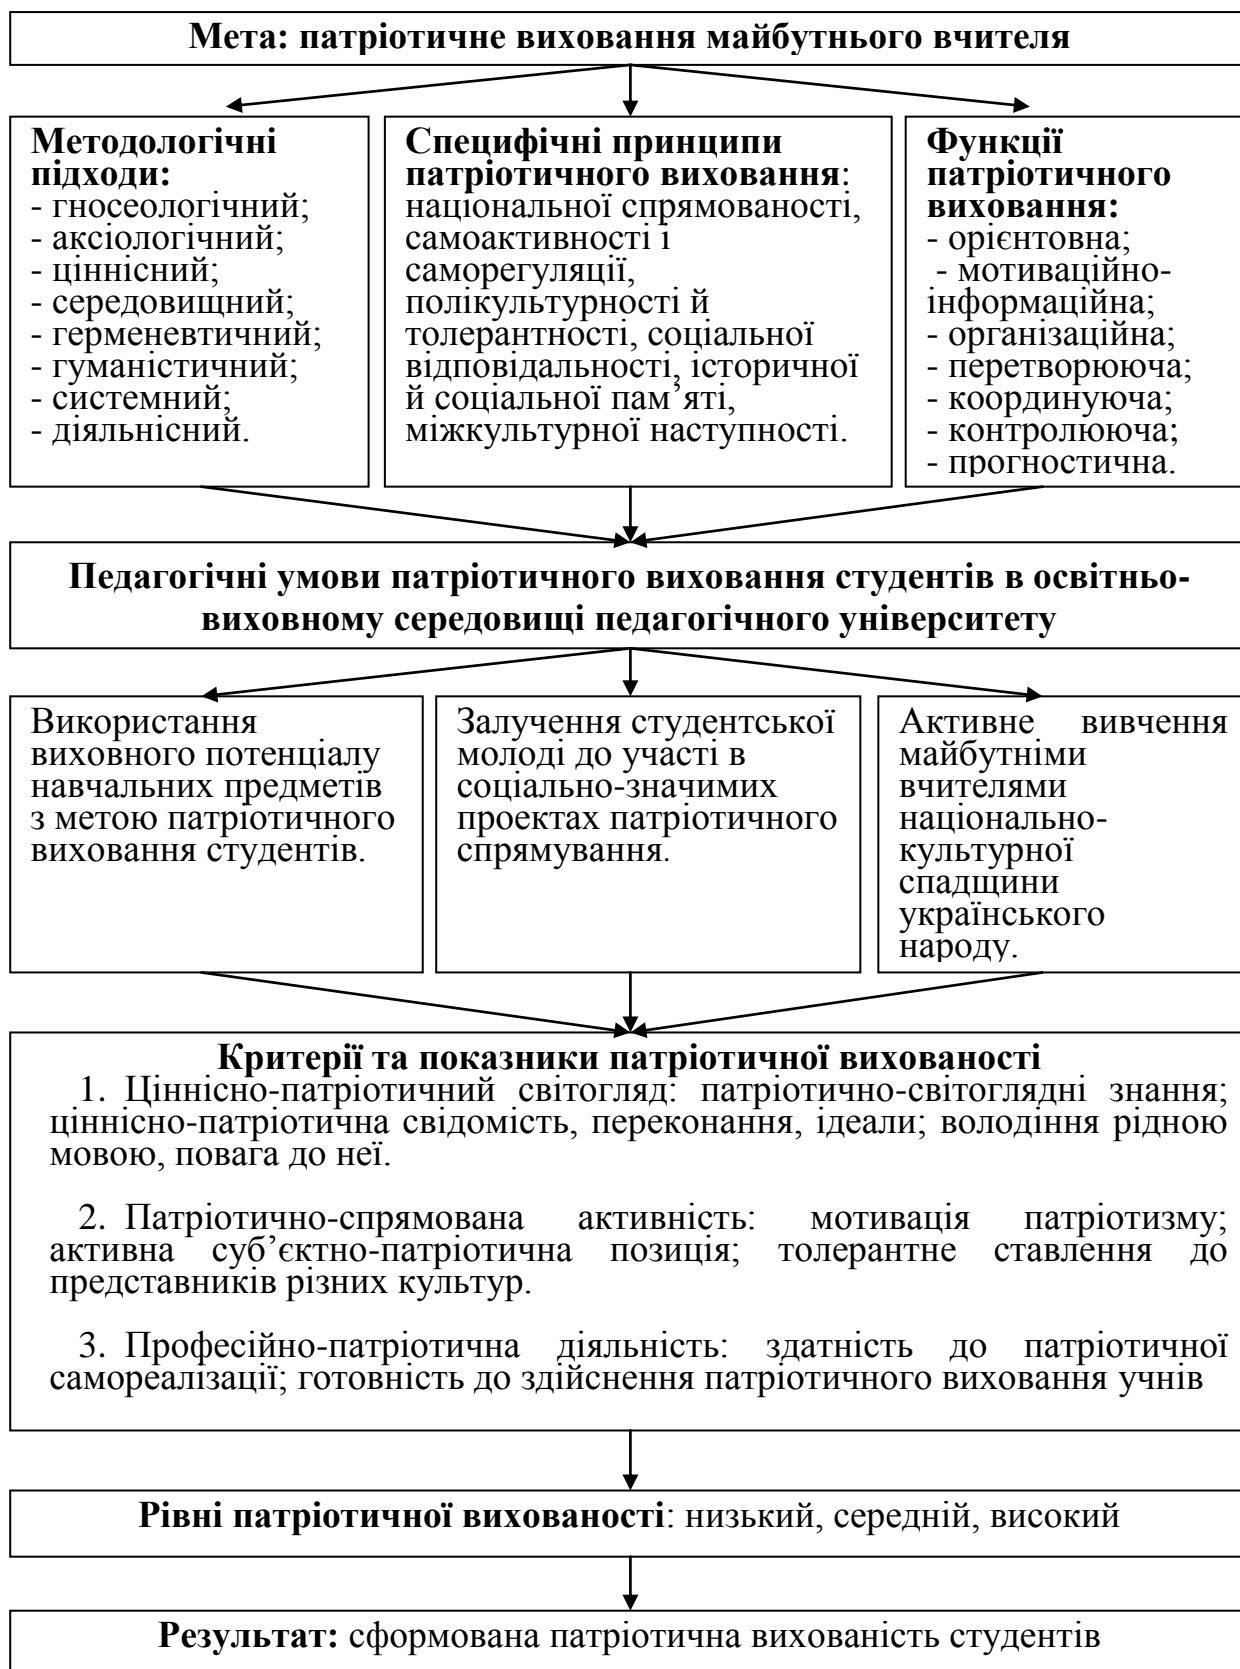 Мета: патріотичне виховання майбутнього вчителя
Методологічні
підходи:
- гносеологічний;
- аксіологічний;
- ціннісний;
- середовищний;
- герменевтичний;
- гуманістичний;
- системний;
- діяльнісний.
Специфічні принципи
патріотичного виховання:
національної спрямованості,
самоактивності і
саморегуляції,
полікультурності й
толерантності, соціальної
відповідальності, історичної
й соціальної пам’яті,
міжкультурної наступності.
Функції
патріотичного
виховання:
- орієнтовна;
- мотиваційно-
інформаційна;
- організаційна;
- перетворююча;
- координуюча;
- контролююча;
- прогностична.
Педагогічні умови патріотичного виховання студентів в освітньо-
виховному середовищі педагогічного університету
Використання
виховного потенціалу
навчальних предметів
з метою патріотичного
виховання студентів.
Залучення студентської
молоді до участі в
соціально-значимих
проектах патріотичного
спрямування.
Активне вивчення
майбутніми
вчителями
національно-
культурної
спадщини
українського
народу.
Критерії та показники патріотичної вихованості
1. Ціннісно-патріотичний світогляд: патріотично-світоглядні знання;
ціннісно-патріотична свідомість, переконання, ідеали; володіння рідною
мовою, повага до неї.
2. Патріотично-спрямована активність: мотивація патріотизму;
активна суб’єктно-патріотична позиція; толерантне ставлення до
представників різних культур.
3. Професійно-патріотична діяльність: здатність до патріотичної
самореалізації; готовність до здійснення патріотичного виховання учнів
Рівні патріотичної вихованості: низький, середній, високий
Результат: сформована патріотична вихованість студентів